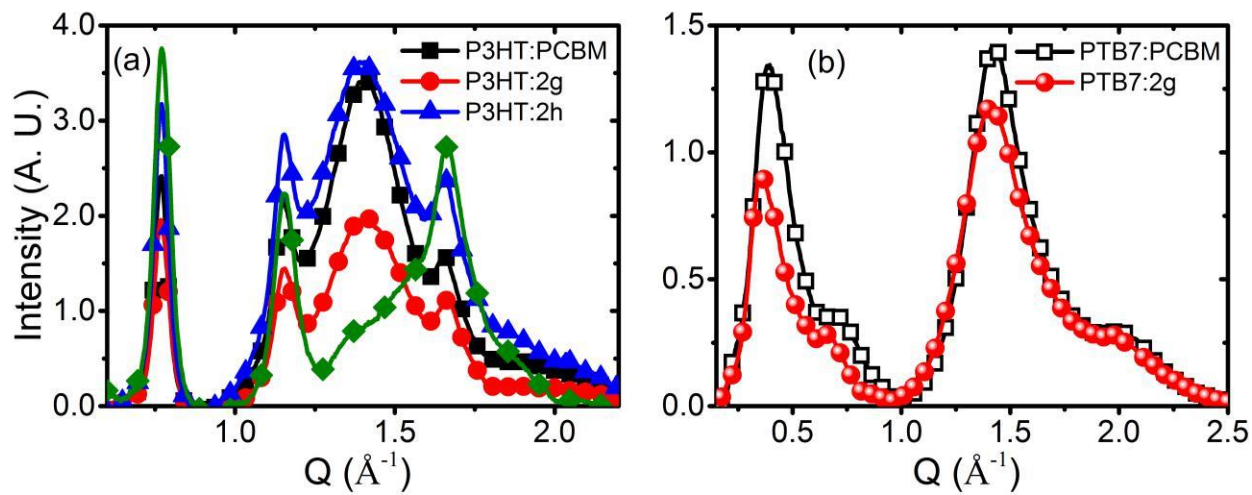 (a)
P3HT:PCBM
P3HT:2g
P3HT:2h
4.0
3.0
2.0
1.0
0.0
Intensity (A. U.)
1.0 1.5 2.0
Q (Å⁻¹)
(b)
PTB7:PCBM
PTB7:2g
1.5
1.0
0.5
0.0
0.5 1.0 1.5 2.0 2.5
Q (Å⁻¹)